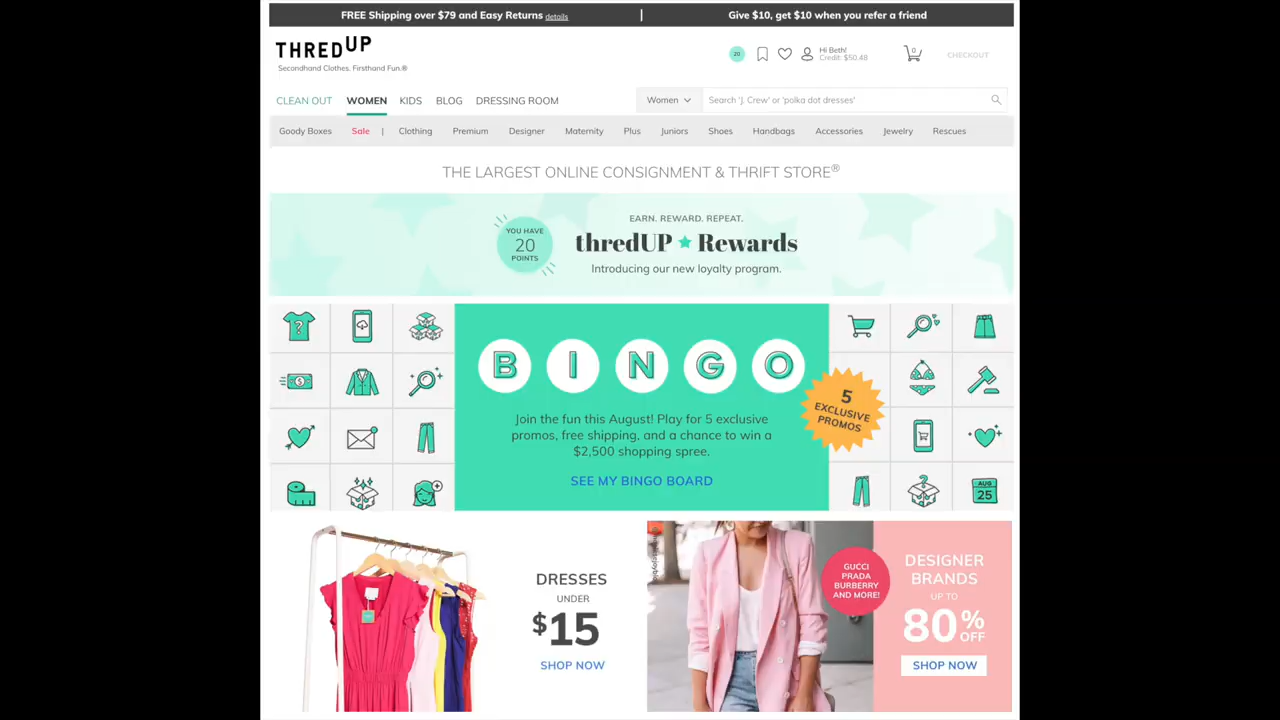 FREE Shipping over $79 and Easy Returns details | Give $10, get $10 when you refer a friend
THREDUP
Secondhand Clothes. Firsthand Fun.®
20
Hi Beth!
Credit: $50.48
0
CHECKOUT
CLEAN OUT WOMEN KIDS BLOG DRESSING ROOM
Women Search 'J. Crew' or 'polka dot dresses'
Goody Boxes Sale | Clothing Premium Designer Maternity Plus Juniors Shoes Handbags Accessories Jewelry Rescues
THE LARGEST ONLINE CONSIGNMENT & THRIFT STORE®
YOU HAVE
20
POINTS
EARN. REWARD. REPEAT.
thredUP Rewards
Introducing our new loyalty program.
?
$
BINGO
Join the fun this August! Play for 5 exclusive
promos, free shipping, and a chance to win a
$2,500 shopping spree.
SEE MY BINGO BOARD
5
EXCLUSIVE
PROMOS
AUG
25
DRESSES
UNDER
$15
SHOP NOW
GUCCI
PRADA
BURBERRY
AND MORE!
DESIGNER
BRANDS
UP TO
80% OFF
SHOP NOW